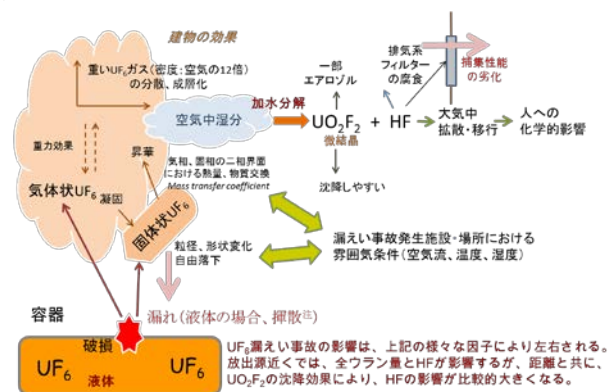 建物の効果
重いUF₆ガス(密度:空気の12倍)
の分散、成層化
重力効果
昇華
気体状UF₆
凝固
固体状UF₆
空気中湿分
気相、固相の二相界面
における熱量、物質交換
Mass transfer coefficient
粒径、形状変化
自由落下
加水分解
一部
エアロゾル
UO₂F₂ + HF
微結晶
沈降しやすい
排気系
フィルターの
腐食
捕集性能
の劣化
大気中
拡散・移行
人への
化学的影響
漏えい事故発生施設・場所における
雰囲気条件(空気流、温度、湿度)
漏れ(液体の場合、揮散注)
容器
破損
UF₆
液体
UF₆
UF₆漏えい事故の影響は、上記の様々な因子により左右される。
放出源近くでは、全ウラン量とHFが影響するが、距離と共に、
UO₂F₂の沈降効果により、HFの影響が比較的大きくなる。